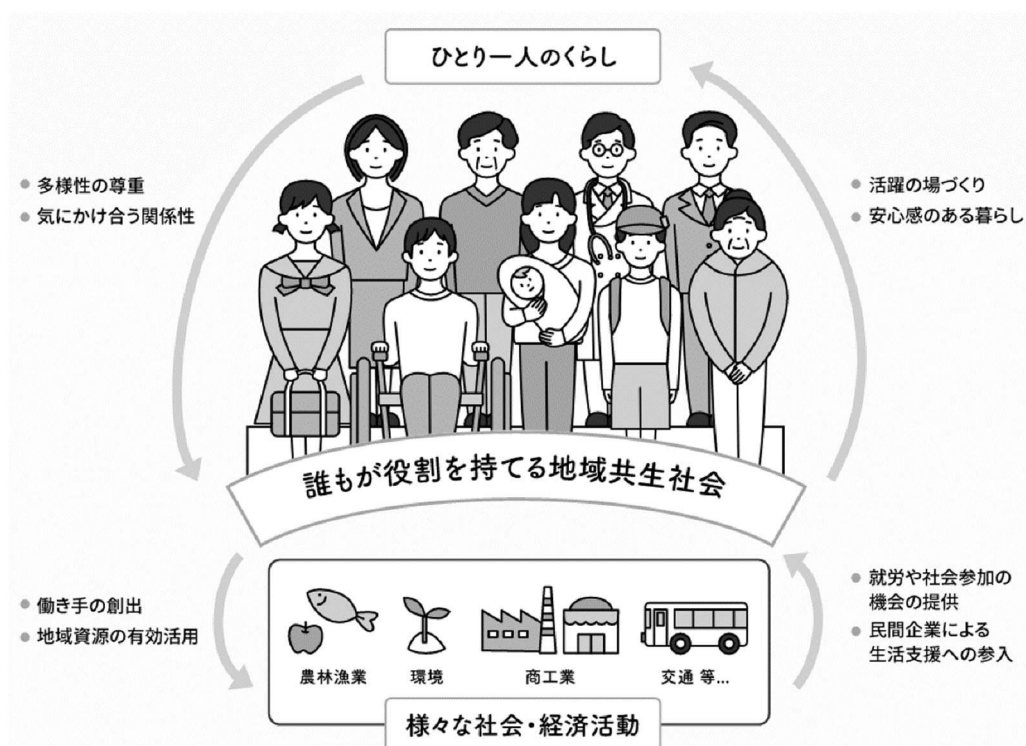 ひとり一人のくらし
● 多様性の尊重
● 気にかけ合う関係性
● 活躍の場づくり
● 安心感のある暮らし
誰もが役割を持てる地域共生社会
● 働き手の創出
● 地域資源の有効活用
● 就労や社会参加の
機会の提供
● 民間企業による
生活支援への参入
農林漁業
環境
商工業
交通 等...
様々な社会・経済活動